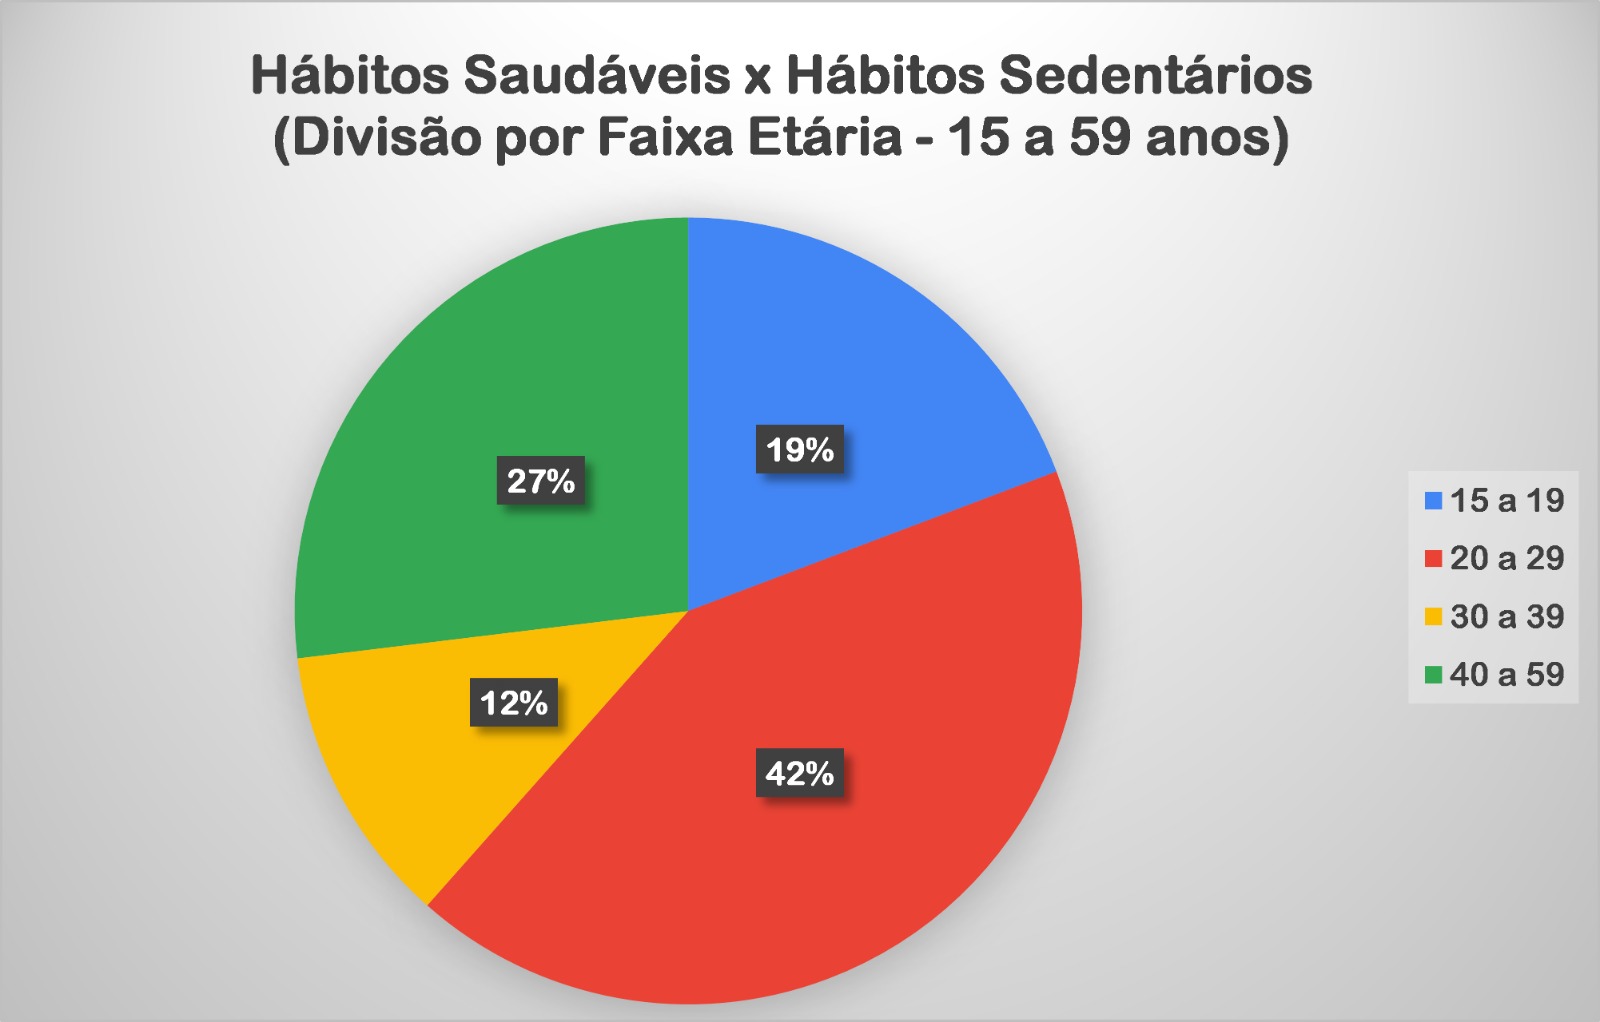 Hábitos Saudáveis x Hábitos Sedentários
(Divisão por Faixa Etária - 15 a 59 anos)
19%
27%
12%
42%
15 a 19
20 a 29
30 a 39
40 a 59